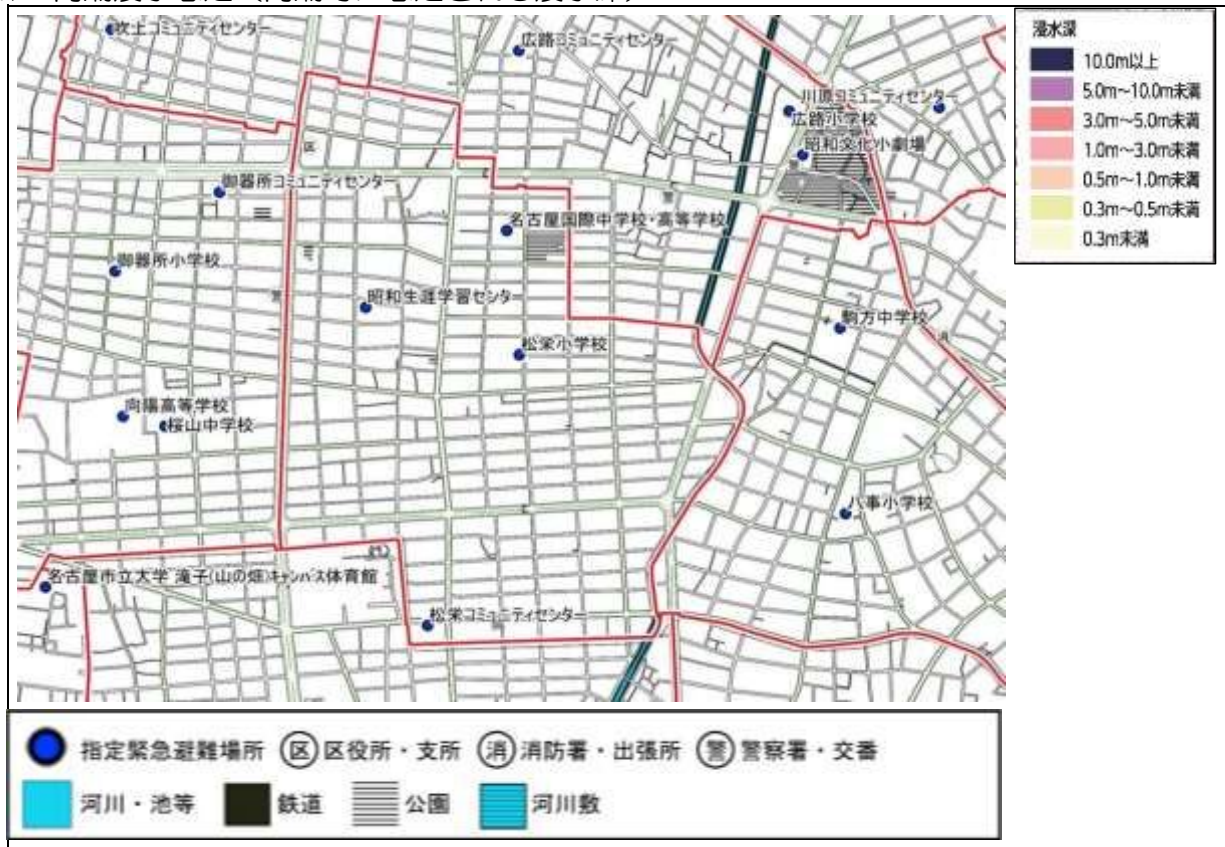 吹上コミュニティセンター
広路コミュニティセンター
川原コミュニティセンター
広路小学校
昭和文化小劇場
御器所コミュニティセンター
名古屋国際中学校・高等学校
御器所小学校
昭和生涯学習センター
駒方中学校
松栄小学校
向陽高等学校
桜山中学校
八事小学校
名古屋市立大学 滝子(山の畑)キャンパス体育館
松栄コミュニティセンター
浸水深
10.0m以上
5.0m～10.0m未満
3.0m～5.0m未満
1.0m～3.0m未満
0.5m～1.0m未満
0.3m～0.5m未満
0.3m未満
指定緊急避難場所 区 区役所・支所 消 消防署・出張所 警 警察署・交番
河川・池等 鉄道 公園 河川敷